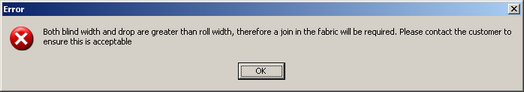 Error
Both blind width and drop are greater than roll width, therefore a join in the fabric will be required. Please contact the customer to
ensure this is acceptable
OK